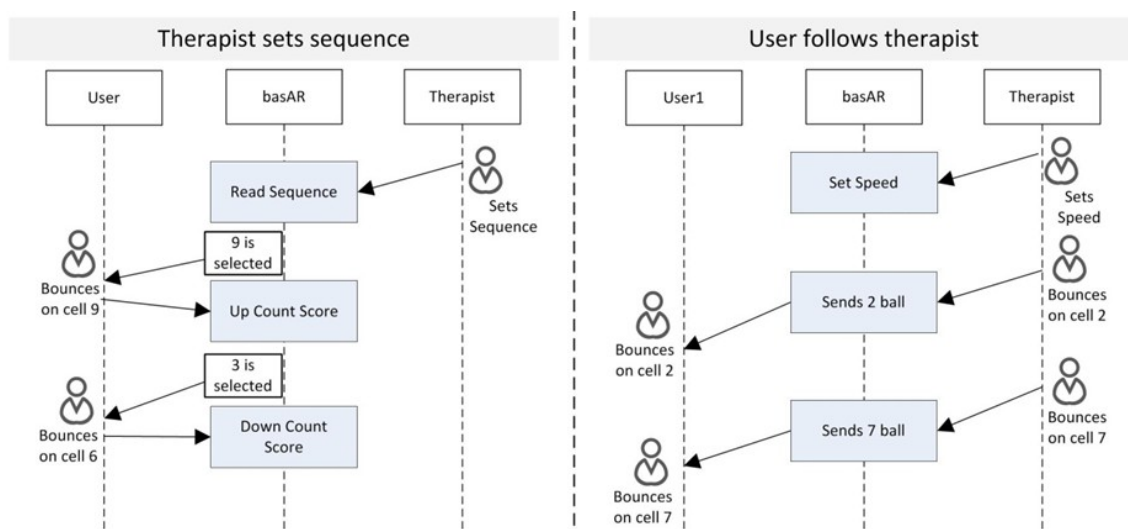 Therapist sets sequence
User
basAR
Therapist
Read Sequence
Sets
Sequence
9 is
selected
Bounces
on cell 9
Up Count Score
3 is
selected
Bounces
on cell 6
Down Count
Score
User follows therapist
User1
basAR
Therapist
Set Speed
Sets
Speed
Sends 2 ball
Bounces
on cell 2
Bounces
on cell 2
Sends 7 ball
Bounces
on cell 7
Bounces
on cell 7